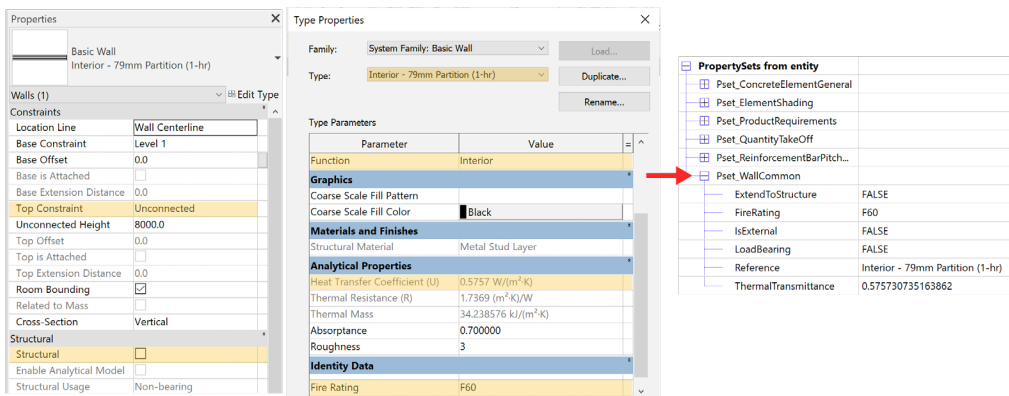 Properties
Basic Wall
Interior - 79mm Partition (1-hr)
Walls (1)
Edit Type
Constraints
Location Line Wall Centerline
Base Constraint Level 1
Base Offset 0.0
Base is Attached
Base Extension Distance 0.0
Top Constraint Unconnected
Unconnected Height 8000.0
Top Offset 0.0
Top is Attached
Top Extension Distance 0.0
Room Bounding
Related to Mass
Cross-Section Vertical
Structural
Structural
Enable Analytical Model
Structural Usage Non-bearing
Type Properties
Family: System Family: Basic Wall Load...
Type: Interior - 79mm Partition (1-hr) Duplicate...
Rename...
Type Parameters
Parameter Value =
Function Interior
Graphics
Coarse Scale Fill Pattern
Coarse Scale Fill Color Black
Materials and Finishes
Structural Material Metal Stud Layer
Analytical Properties
Heat Transfer Coefficient (U) 0.5757 W/(m²·K)
Thermal Resistance (R) 1.7369 (m²·K)/W
Thermal Mass 34.238576 kJ/(m²·K)
Absorptance 0.700000
Roughness 3
Identity Data
Fire Rating F60
PropertySets from entity
Pset_ConcreteElementGeneral
Pset_ElementShading
Pset_ProductRequirements
Pset_QuantityTakeOff
Pset_ReinforcementBarPitch...
Pset_WallCommon
ExtendToStructure FALSE
FireRating F60
IsExternal FALSE
LoadBearing FALSE
Reference Interior - 79mm Partition (1-hr)
ThermalTransmittance 0.575730735163862